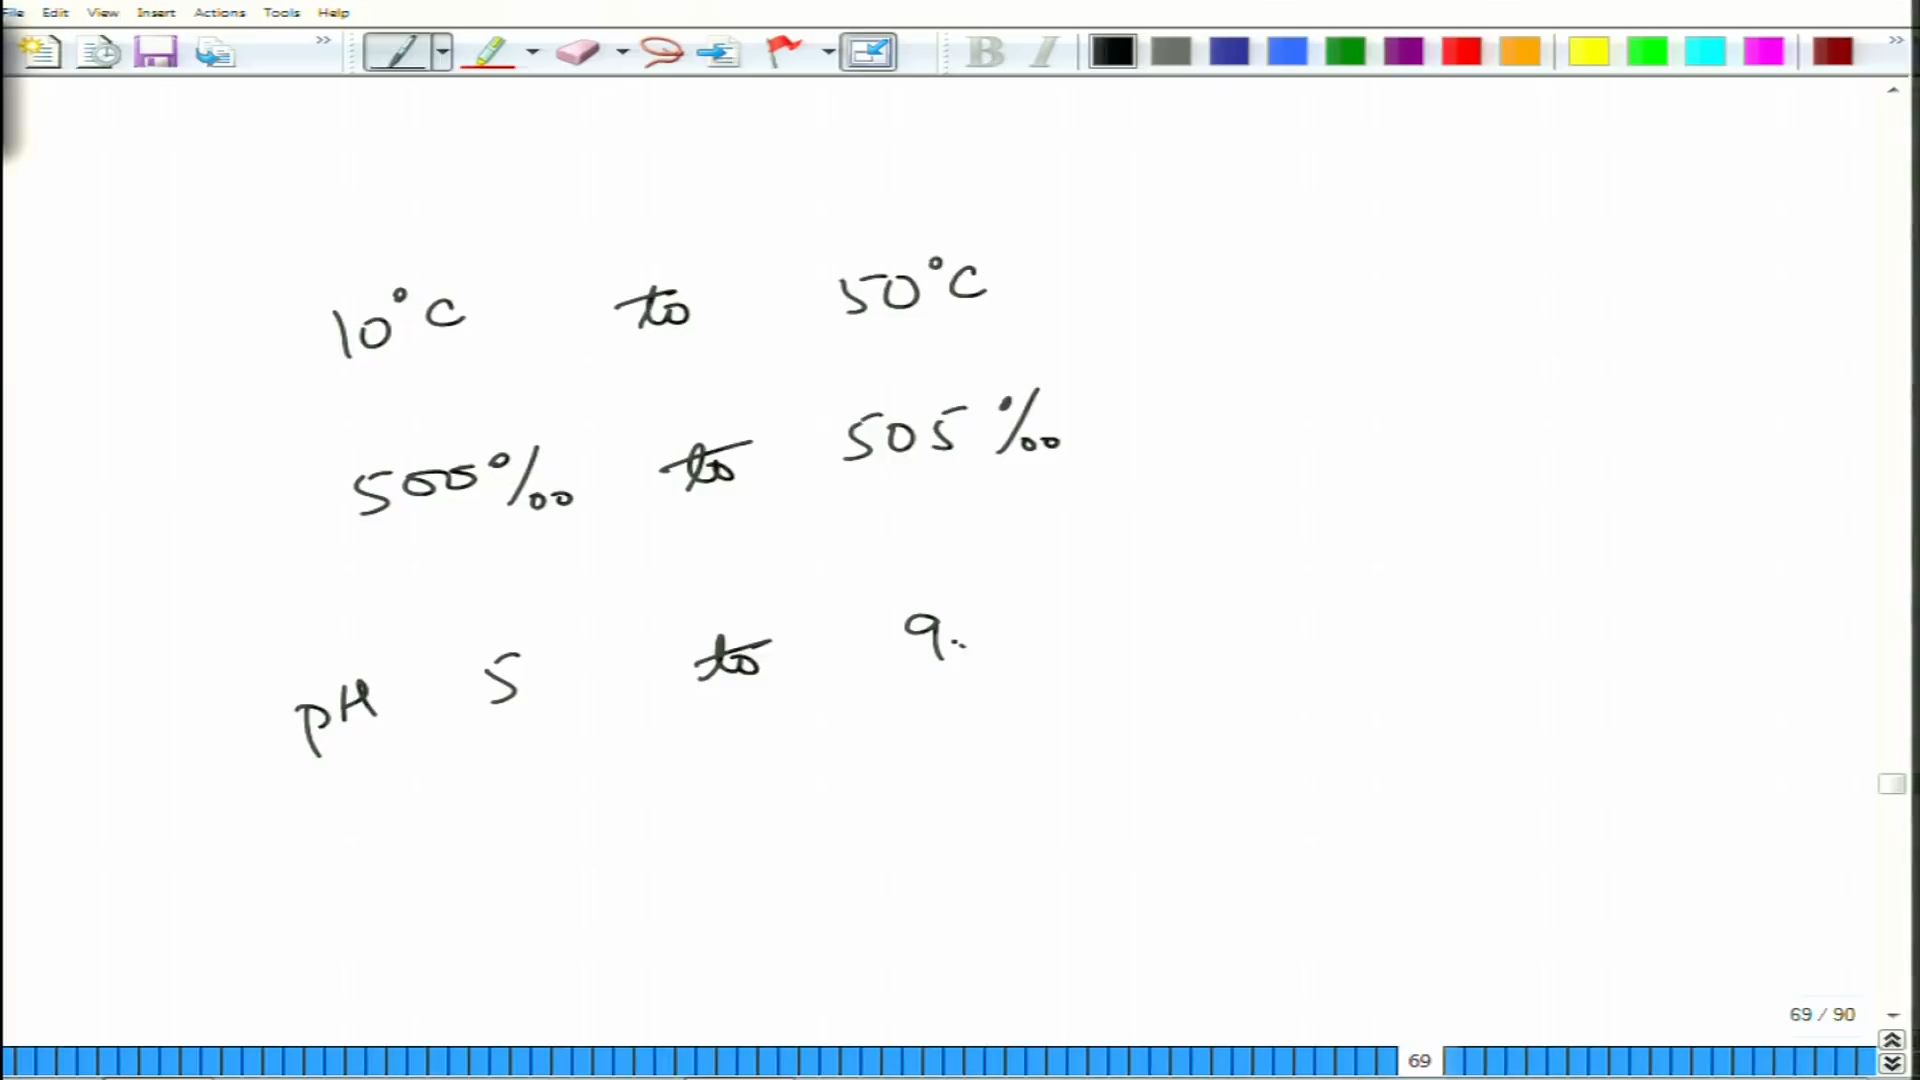 File Edit View Insert Actions Tools Help
B I
10°C to 50°C
500‰ to 505‰
pH 5 to 9.
69 / 90
69